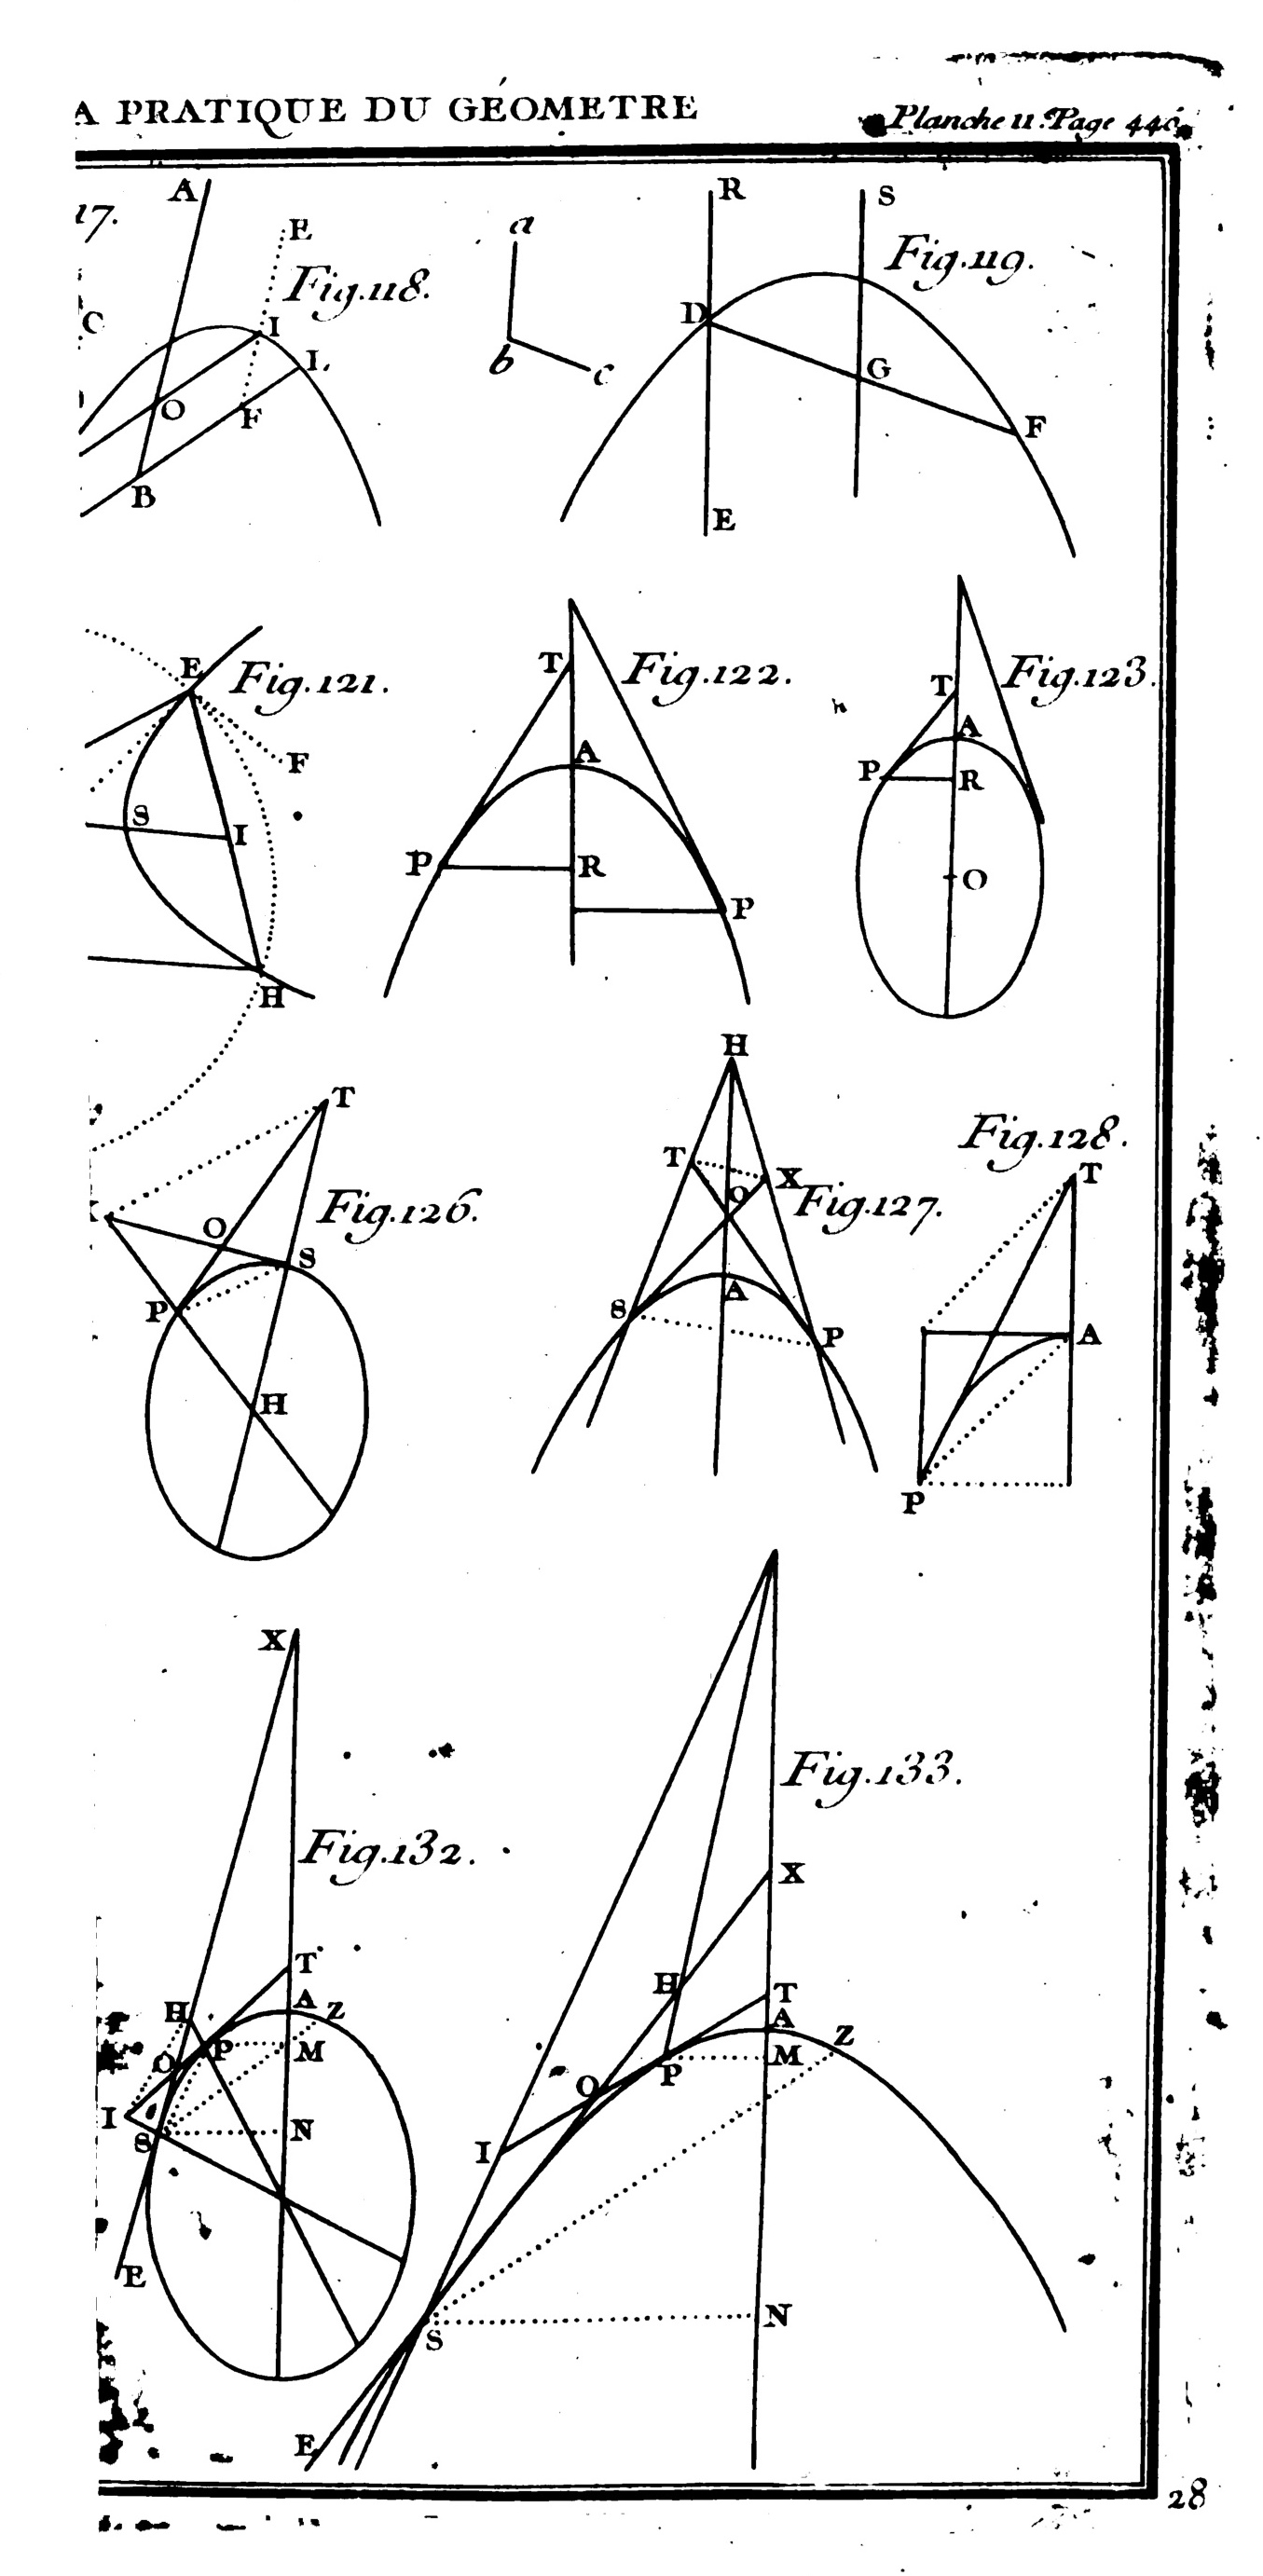 A PRATIQUE DU GÉOMETRE
Planche 11. Page 440.
17.
A
E
Fig. 118.
C
I
L
O
F
B
a
b
c
R
S
Fig. 119.
D
G
F
E
E
Fig. 121.
F
S
I
H
T
Fig. 122.
A
P
R
P
T
Fig. 123.
A
P
R
O
T
Fig. 126.
O
S
P
H
H
T
X
O
Fig. 127.
S
A
P
Fig. 128.
T
A
P
X
Fig. 132.
T
A
Z
H
P
M
O
I
S
N
E
Fig. 133.
X
H
T
A
Z
P
M
O
I
N
S
E
28